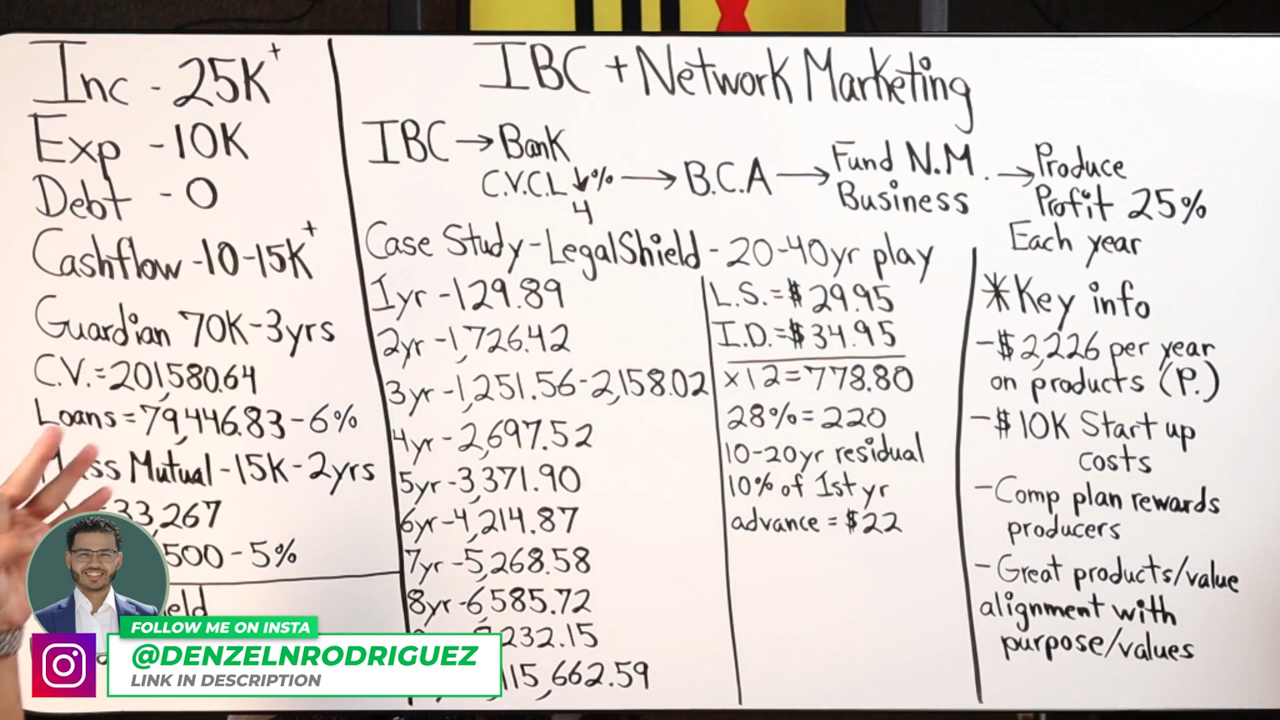 Inc - 25K+
Exp - 10K
Debt - 0
Cashflow - 10-15K+
Guardian 70K - 3yrs
C.V. = 201,580.64
Loans = 79,446.83 - 6%
Mutual - 15K - 2yrs
33,267
500 - 5%
IBC + Network Marketing
IBC → Bank
C.V.C.L ↓% → B.C.A → Fund N.M. Business → Produce Profit 25%
4
Each year
Case Study - LegalShield - 20-40yr play
1yr - 129.89
2yr - 1,726.42
3yr - 1,251.56 - 2,158.02
4yr - 2,697.52
5yr - 3,371.90
6yr - 4,214.87
7yr - 5,268.58
8yr - 6,585.72
232.15
115,662.59
L.S. = $29.95
I.D. = $34.95
x12 = 778.80
28% = 220
10-20yr residual
10% of 1st yr
advance = $22
*Key info
- $2,226 per year
on products (P.)
- $10K Start up
costs
- Comp plan rewards
producers
- Great products/value
alignment with
purpose/values
FOLLOW ME ON INSTA
@DENZELNRODRIGUEZ
LINK IN DESCRIPTION